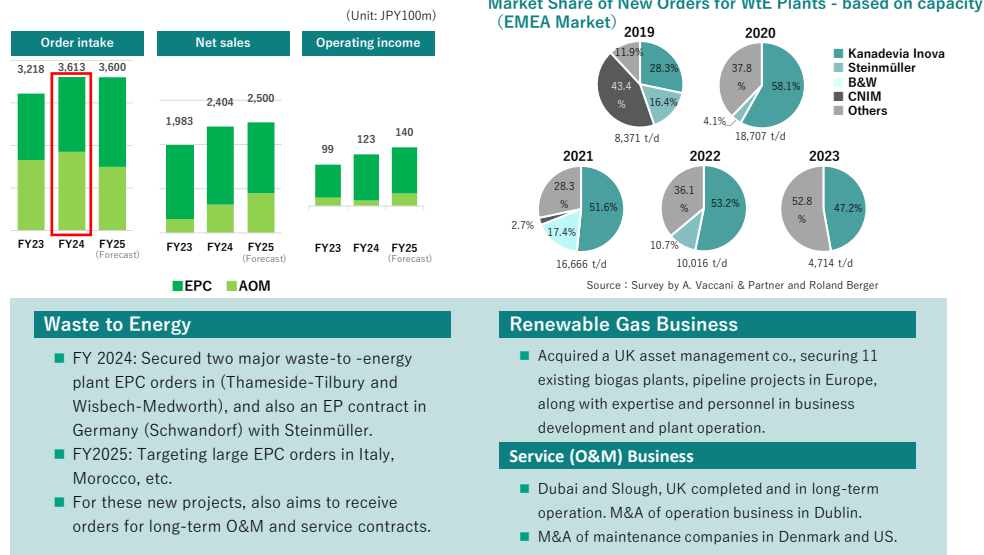 Market Share of New Orders for WtE Plants - based on capacity
（EMEA Market）
(Unit: JPY100m)
Order intake
Net sales
Operating income
3,218
3,613
3,600
1,983
2,404
2,500
99
123
140
FY23
FY24
FY25
(Forecast)
FY23
FY24
FY25
(Forecast)
FY23
FY24
FY25
(Forecast)
■EPC ■AOM
2019
11.9%
28.3%
43.4
%
16.4%
8,371 t/d
2020
37.8
%
58.1%
4.1%
18,707 t/d
Kanadevia Inova
Steinmüller
B&W
CNIM
Others
2021
28.3
%
51.6%
2.7%
17.4%
16,666 t/d
2022
36.1
%
53.2%
10.7%
10,016 t/d
2023
52.8
%
47.2%
4,714 t/d
Source：Survey by A. Vaccani & Partner and Roland Berger
Waste to Energy
■ FY 2024: Secured two major waste-to -energy
plant EPC orders in (Thameside-Tilbury and
Wisbech-Medworth), and also an EP contract in
Germany (Schwandorf) with Steinmüller.
■ FY2025: Targeting large EPC orders in Italy,
Morocco, etc.
■ For these new projects, also aims to receive
orders for long-term O&M and service contracts.
Renewable Gas Business
■ Acquired a UK asset management co., securing 11
existing biogas plants, pipeline projects in Europe,
along with expertise and personnel in business
development and plant operation.
Service (O&M) Business
■ Dubai and Slough, UK completed and in long-term
operation. M&A of operation business in Dublin.
■ M&A of maintenance companies in Denmark and US.